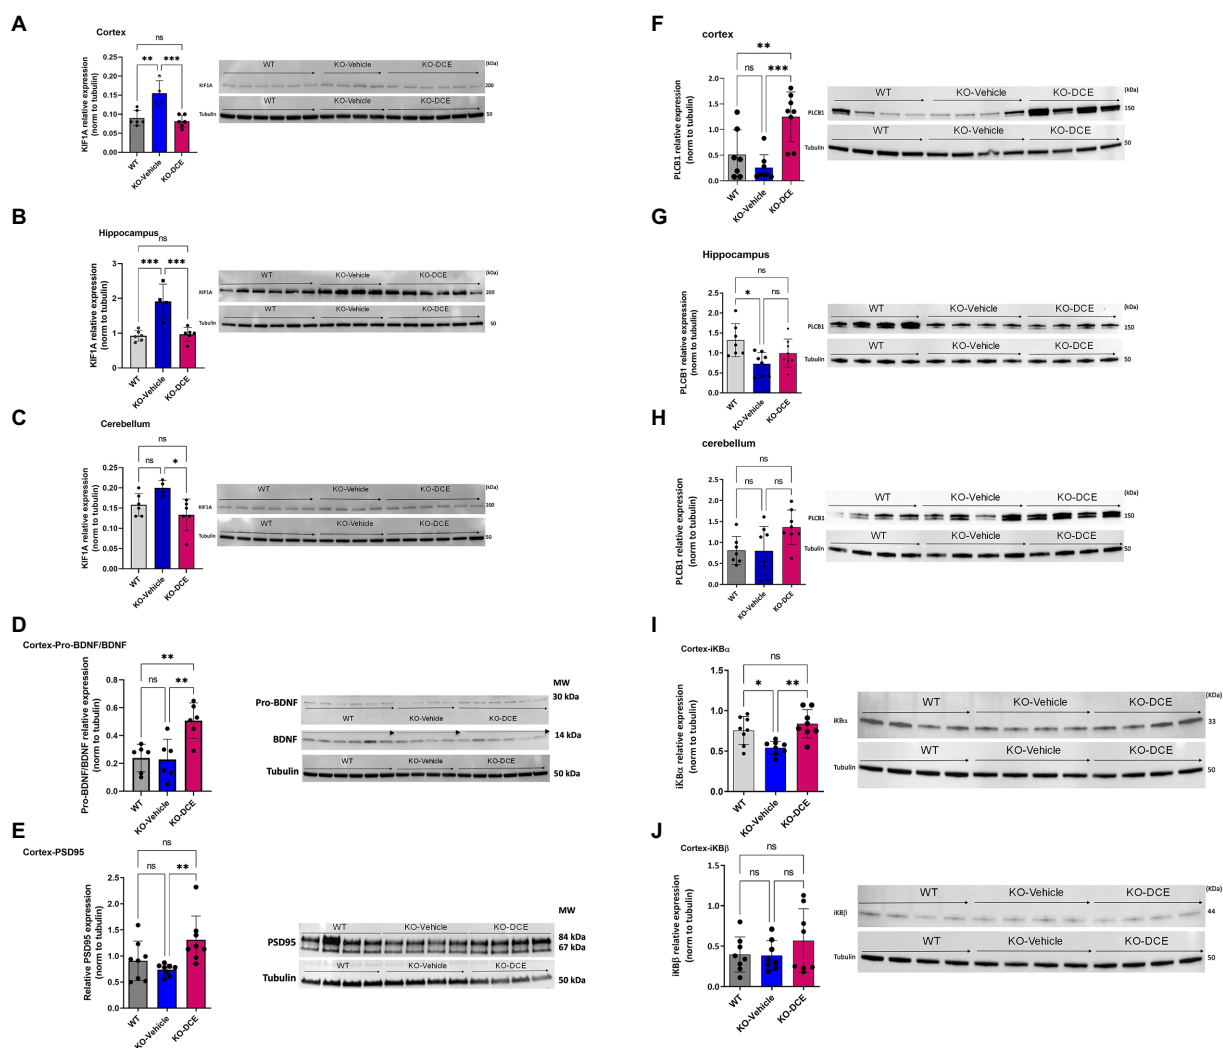 A
Cortex
ns
** ***
KIF1A relative expression
(norm to tubulin)
0.25
0.20
0.15
0.10
0.05
0.00
WT
KO-Vehicle
KO-DCE
WT KO-Vehicle KO-DCE (kDa)
KIF1A 200
WT KO-Vehicle KO-DCE
Tubulin 50
B
Hippocampus
ns
*** ***
KIF1A relative expression
(norm to tubulin)
3
2
1
0
WT
KO-Vehicle
KO-DCE
WT KO-Vehicle KO-DCE (kDa)
KIF1A 200
WT KO-Vehicle KO-DCE
Tubulin 50
C
Cerebellum
ns
ns *
KIF1A relative expression
(norm to tubulin)
0.25
0.20
0.15
0.10
0.05
0.00
WT
KO-Vehicle
KO-DCE
WT KO-Vehicle KO-DCE (kDa)
KIF1A 200
WT KO-Vehicle KO-DCE
Tubulin 50
D
Cortex-Pro-BDNF/BDNF
**
ns **
Pro-BDNF/BDNF relative expression
(norm to tubulin)
0.8
0.6
0.4
0.2
0.0
WT
KO-Vehicle
KO-DCE
MW
Pro-BDNF 30 kDa
WT KO-Vehicle KO-DCE
BDNF 14 kDa
WT KO-Vehicle KO-DCE
Tubulin 50 kDa
E
Cortex-PSD95
ns
ns **
Relative PSD95 expression
(norm to tubulin)
2.5
2.0
1.5
1.0
0.5
0.0
WT
KO-Vehicle
KO-DCE
MW
WT KO-Vehicle KO-DCE
PSD95 84 kDa
67 kDa
WT KO-Vehicle KO-DCE
Tubulin 50 kDa
F
cortex
**
ns ***
PLCB1 relative expression
(norm to tubulin)
2.0
1.5
1.0
0.5
0.0
WT
KO-Vehicle
KO-DCE
WT KO-Vehicle KO-DCE (kDa)
PLCB1 150
WT KO-Vehicle KO-DCE
Tubulin 50
G
Hippocampus
ns
* ns
PLCB1 relative expression
(norm to tubulin)
2.5
2.0
1.5
1.0
0.5
0.0
WT
KO-Vehicle
KO-DCE
WT KO-Vehicle KO-DCE (kDa)
PLCB1 150
WT KO-Vehicle KO-DCE
Tubulin 50
H
cerebellum
ns
ns ns
PLCB1 relative expression
(norm to tubulin)
2.5
2.0
1.5
1.0
0.5
0.0
WT
KO-Vehicle
KO-DCE
WT KO-Vehicle KO-DCE (kDa)
PLCB1 150
WT KO-Vehicle KO-DCE
Tubulin 50
I
Cortex-iKBα
ns
* **
iKBα relative expression
(norm to tubulin)
1.5
1.0
0.5
0.0
WT
KO-Vehicle
KO-DCE
WT KO-Vehicle KO-DCE (KDa)
iKBα 33
WT KO-Vehicle KO-DCE
Tubulin 50
J
Cortex-iKBβ
ns
ns ns
iKBβ relative expression
(norm to tubulin)
1.5
1.0
0.5
0.0
WT
KO-Vehicle
KO-DCE
WT KO-Vehicle KO-DCE (KDa)
iKBβ 44
WT KO-Vehicle KO-DCE
Tubulin 50